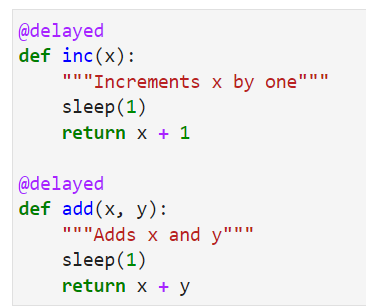 @delayed
def inc(x):
    """Increments x by one"""
    sleep(1)
    return x + 1
@delayed
def add(x, y):
    """Adds x and y"""
    sleep(1)
    return x + y